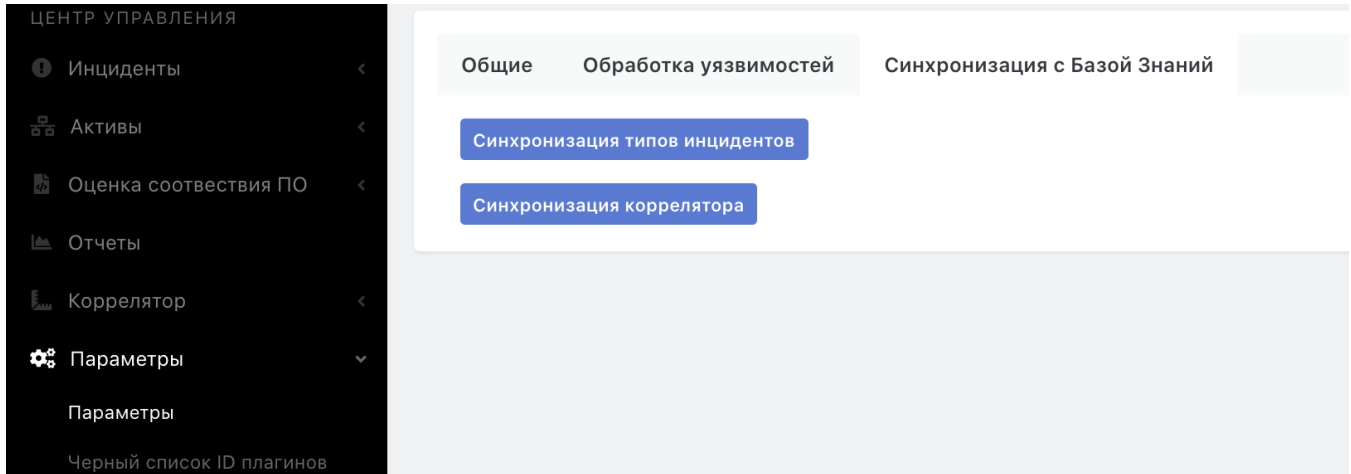 ЦЕНТР УПРАВЛЕНИЯ
Инциденты
Активы
Оценка соотвествия ПО
Отчеты
Коррелятор
Параметры
Параметры
Черный список ID плагинов
Общие Обработка уязвимостей Синхронизация с Базой Знаний
Синхронизация типов инцидентов
Синхронизация коррелятора